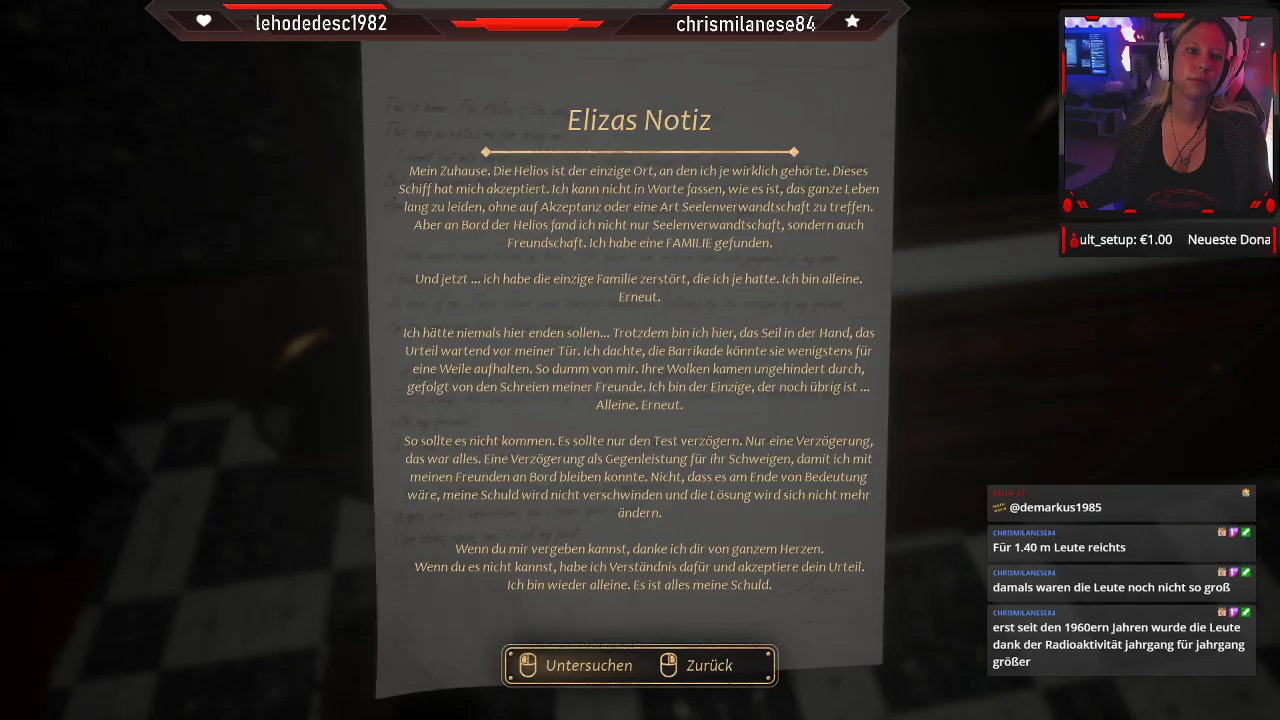 lehodedesc1982
chrismilanese84
Elizas Notiz
Mein Zuhause. Die Helios ist der einzige Ort, an den ich je wirklich gehörte. Dieses
Schiff hat mich akzeptiert. Ich kann nicht in Worte fassen, wie es ist, das ganze Leben
lang zu leiden, ohne auf Akzeptanz oder eine Art Seelenverwandtschaft zu treffen.
Aber an Bord der Helios fand ich nicht nur Seelenverwandtschaft, sondern auch
Freundschaft. Ich habe eine FAMILIE gefunden.
Und jetzt ... ich habe die einzige Familie zerstört, die ich je hatte. Ich bin alleine.
Erneut.
Ich hätte niemals hier enden sollen... Trotzdem bin ich hier, das Seil in der Hand, das
Urteil wartend vor meiner Tür. Ich dachte, die Barrikade könnte sie wenigstens für
eine Weile aufhalten. So dumm von mir. Ihre Wolken kamen ungehindert durch,
gefolgt von den Schreien meiner Freunde. Ich bin der Einzige, der noch übrig ist ...
Alleine. Erneut.
So sollte es nicht kommen. Es sollte nur den Test verzögern. Nur eine Verzögerung,
das war alles. Eine Verzögerung als Gegenleistung für ihr Schweigen, damit ich mit
meinen Freunden an Bord bleiben konnte. Nicht, dass es am Ende von Bedeutung
wäre, meine Schuld wird nicht verschwinden und die Lösung wird sich nicht mehr
ändern.
Wenn du mir vergeben kannst, danke ich dir von ganzem Herzen.
Wenn du es nicht kannst, habe ich Verständnis dafür und akzeptiere dein Urteil.
Ich bin wieder alleine. Es ist alles meine Schuld.
Untersuchen
Zurück
ult_setup: €1.00 Neueste Dona
@demarkus1985
CHRISMILANESE84
Für 1.40 m Leute reichts
CHRISMILANESE84
damals waren die Leute noch nicht so groß
CHRISMILANESE84
erst seit den 1960ern Jahren wurde die Leute
dank der Radioaktivität jahrgang für jahrgang
größer